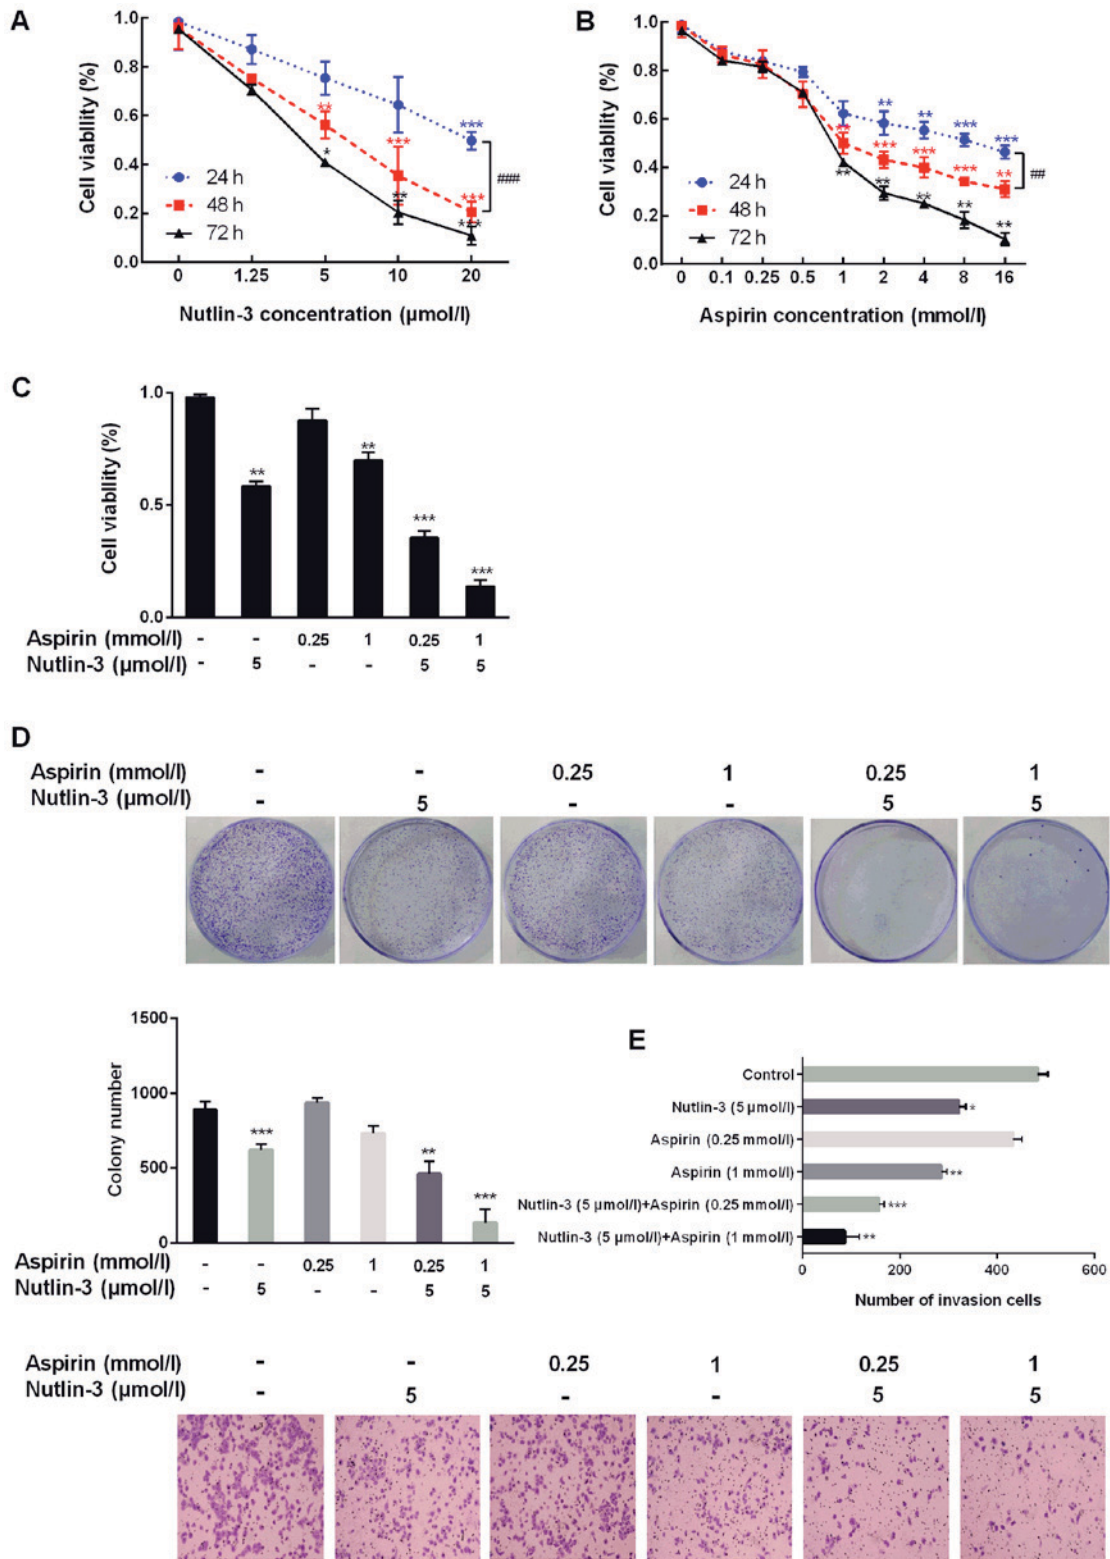 A
1.0
0.8
0.6
0.4
0.2
0.0
Cell viability (%)
24 h
48 h
72 h
**
*
***
**
***
***
***
###
0 1.25 5 10 20
Nutlin-3 concentration (µmol/l)
B
1.0
0.8
0.6
0.4
0.2
0.0
Cell viability (%)
24 h
48 h
72 h
** ** *** ***
** *** *** *** **
** ** ** ** **
##
0 0.1 0.25 0.5 1 2 4 8 16
Aspirin concentration (mmol/l)
C
1.0
0.5
0.0
Cell viability (%)
** ** *** ***
Aspirin (mmol/l) - - 0.25 1 0.25 1
Nutlin-3 (µmol/l) - 5 - - 5 5
D
Aspirin (mmol/l) - - 0.25 1 0.25 1
Nutlin-3 (µmol/l) - 5 - - 5 5
1500
1000
500
0
Colony number
*** ** ***
Aspirin (mmol/l) - - 0.25 1 0.25 1
Nutlin-3 (µmol/l) - 5 - - 5 5
E
Control
Nutlin-3 (5 µmol/l) *
Aspirin (0.25 mmol/l)
Aspirin (1 mmol/l) **
Nutlin-3 (5 µmol/l)+Aspirin (0.25 mmol/l) ***
Nutlin-3 (5 µmol/l)+Aspirin (1 mmol/l) **
0 200 400 600
Number of invasion cells
Aspirin (mmol/l) - - 0.25 1 0.25 1
Nutlin-3 (µmol/l) - 5 - - 5 5